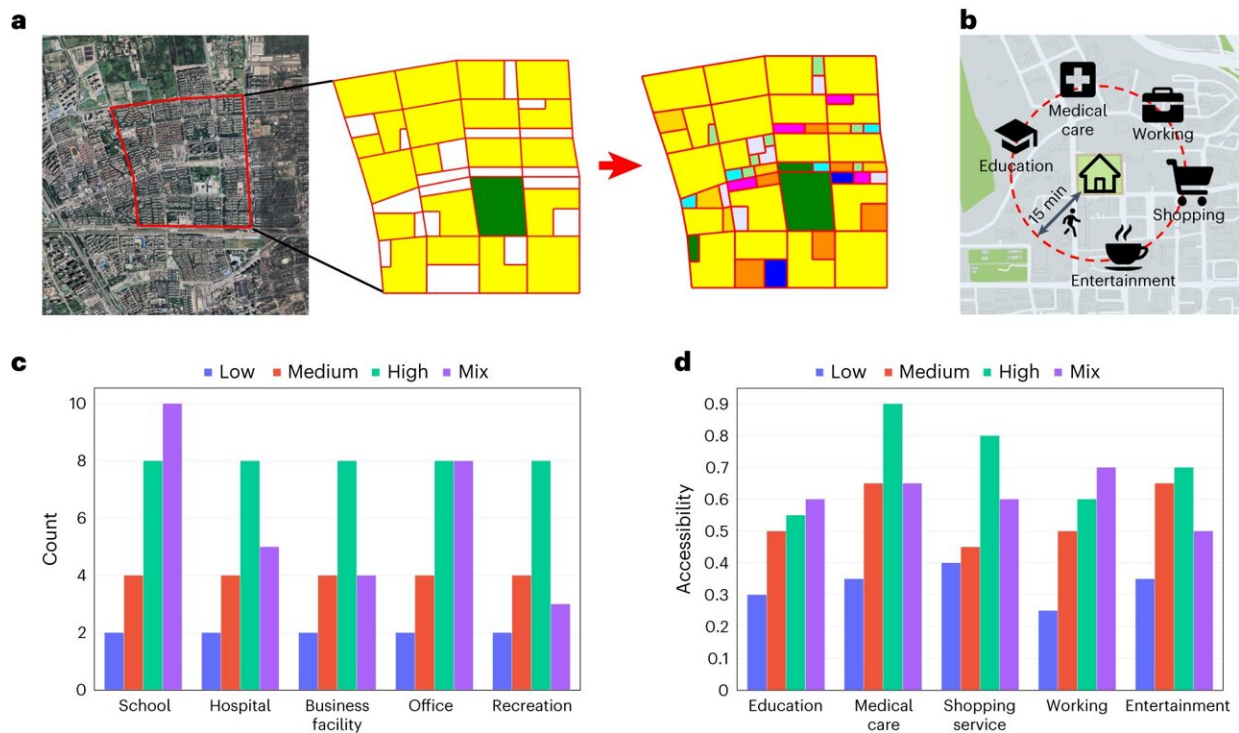 a
b
Medical
care
Working
Education
Shopping
15 min
Entertainment
c
Low Medium High Mix
Count
10
8
6
4
2
0
School Hospital Business
facility Office Recreation
d
Low Medium High Mix
Accessibility
0.9
0.8
0.7
0.6
0.5
0.4
0.3
0.2
0.1
0
Education Medical
care Shopping
service Working Entertainment